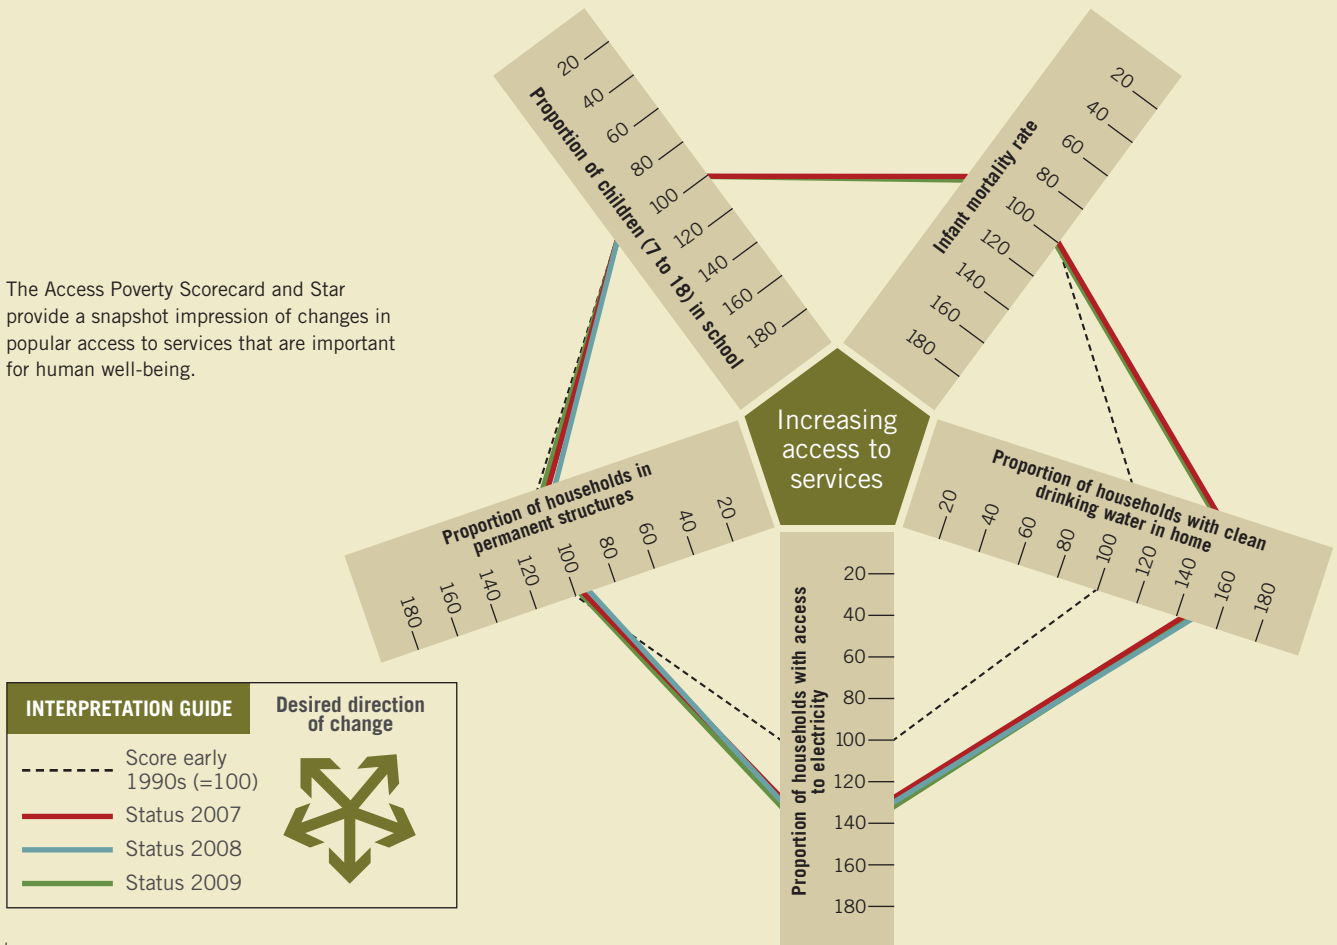 The Access Poverty Scorecard and Star
provide a snapshot impression of changes in
popular access to services that are important
for human well-being.
Proportion of children (7 to 18) in school
20
40
60
80
100
120
140
160
180
Infant mortality rate
20
40
60
80
100
120
140
160
180
Increasing
access to
services
Proportion of households in
permanent structures
180
160
140
120
100
80
60
40
20
Proportion of households with clean
drinking water in home
20
40
60
80
100
120
140
160
180
Proportion of households with access
to electricity
20
40
60
80
100
120
140
160
180
INTERPRETATION GUIDE
Score early
1990s (=100)
Status 2007
Status 2008
Status 2009
Desired direction
of change